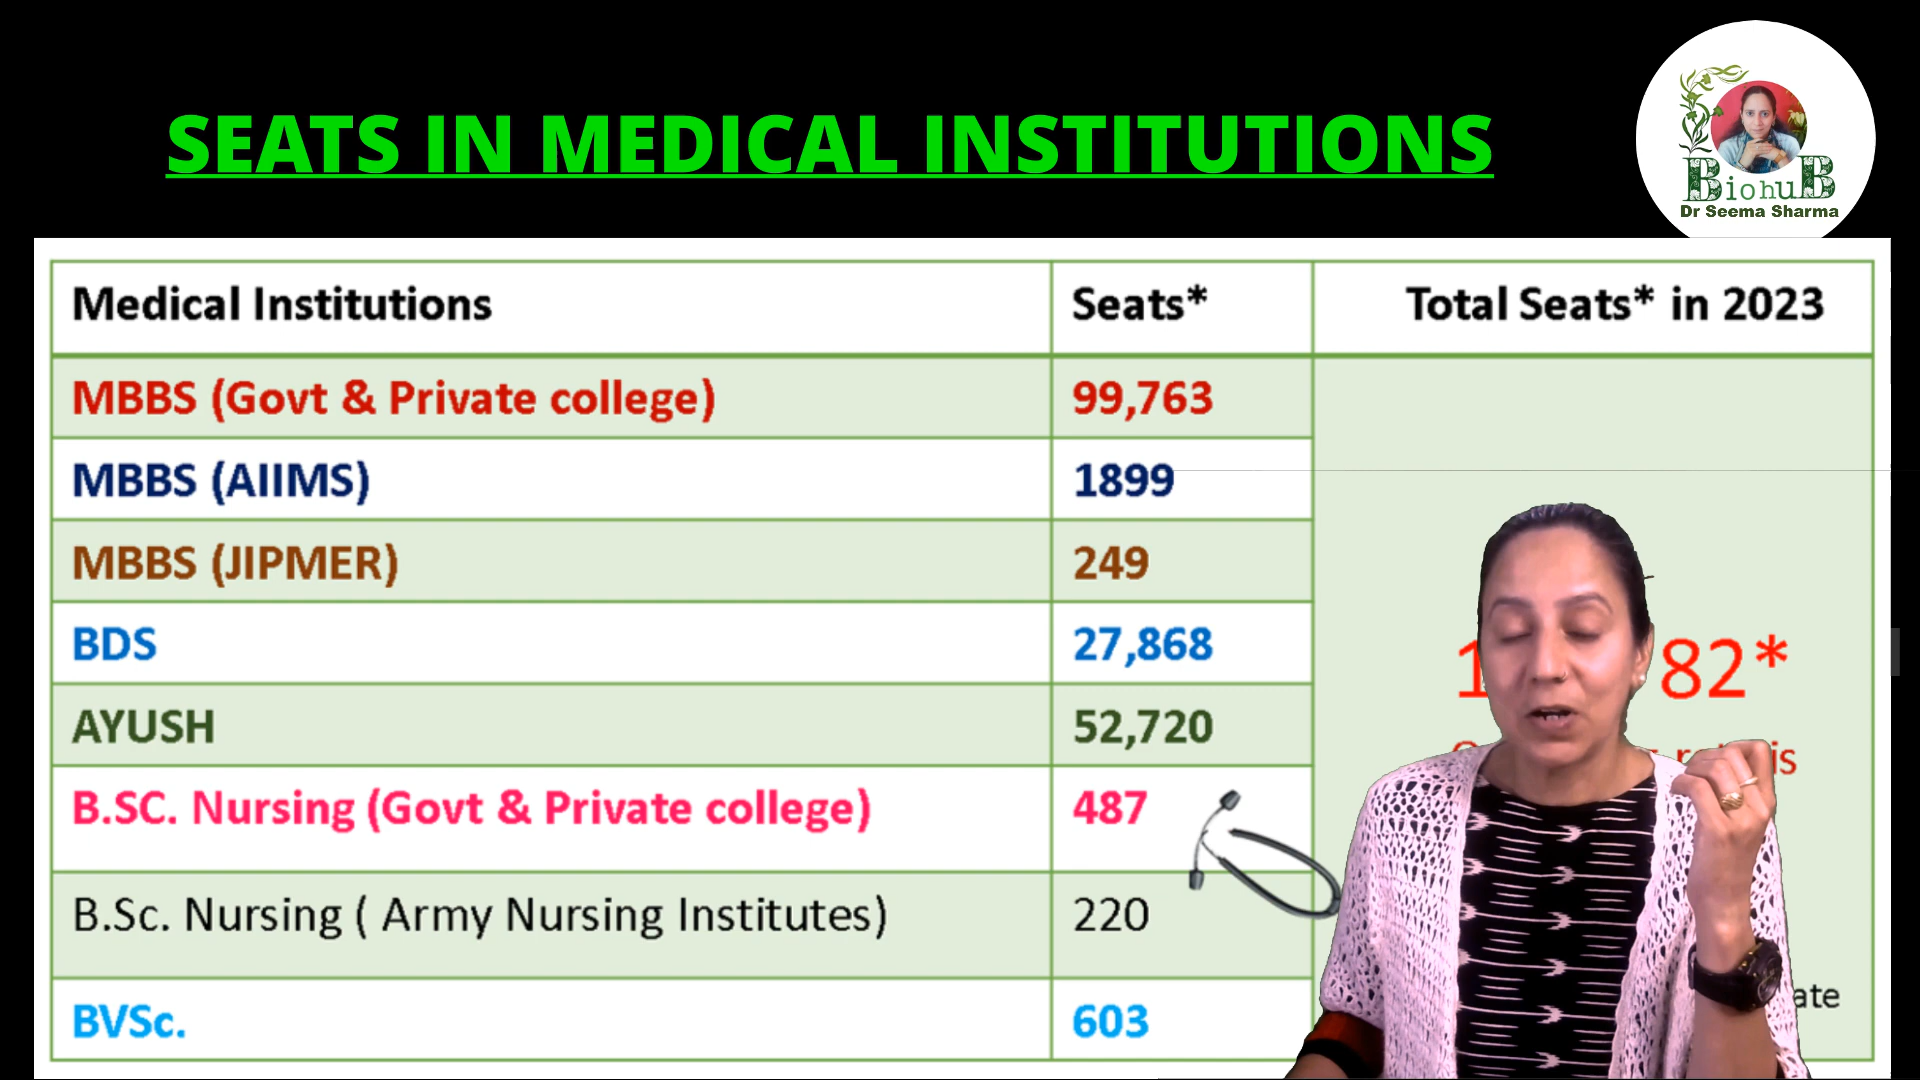 SEATS IN MEDICAL INSTITUTIONS
BiohuB
Dr Seema Sharma
Medical Institutions Seats* Total Seats* in 2023
MBBS (Govt & Private college) 99,763
MBBS (AIIMS) 1899
MBBS (JIPMER) 249
BDS 27,868
82*
AYUSH 52,720
is
B.SC. Nursing (Govt & Private college) 487
B.Sc. Nursing ( Army Nursing Institutes) 220
BVSc. 603